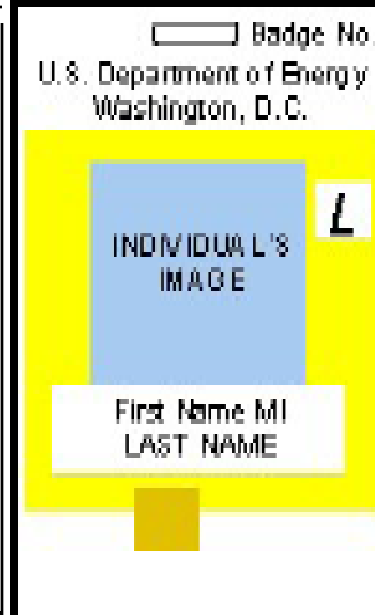 Badge No.
U.S. Department of Energy
Washington, D.C.
L
INDIVIDUAL'S
IMAGE
First Name MI
LAST NAME